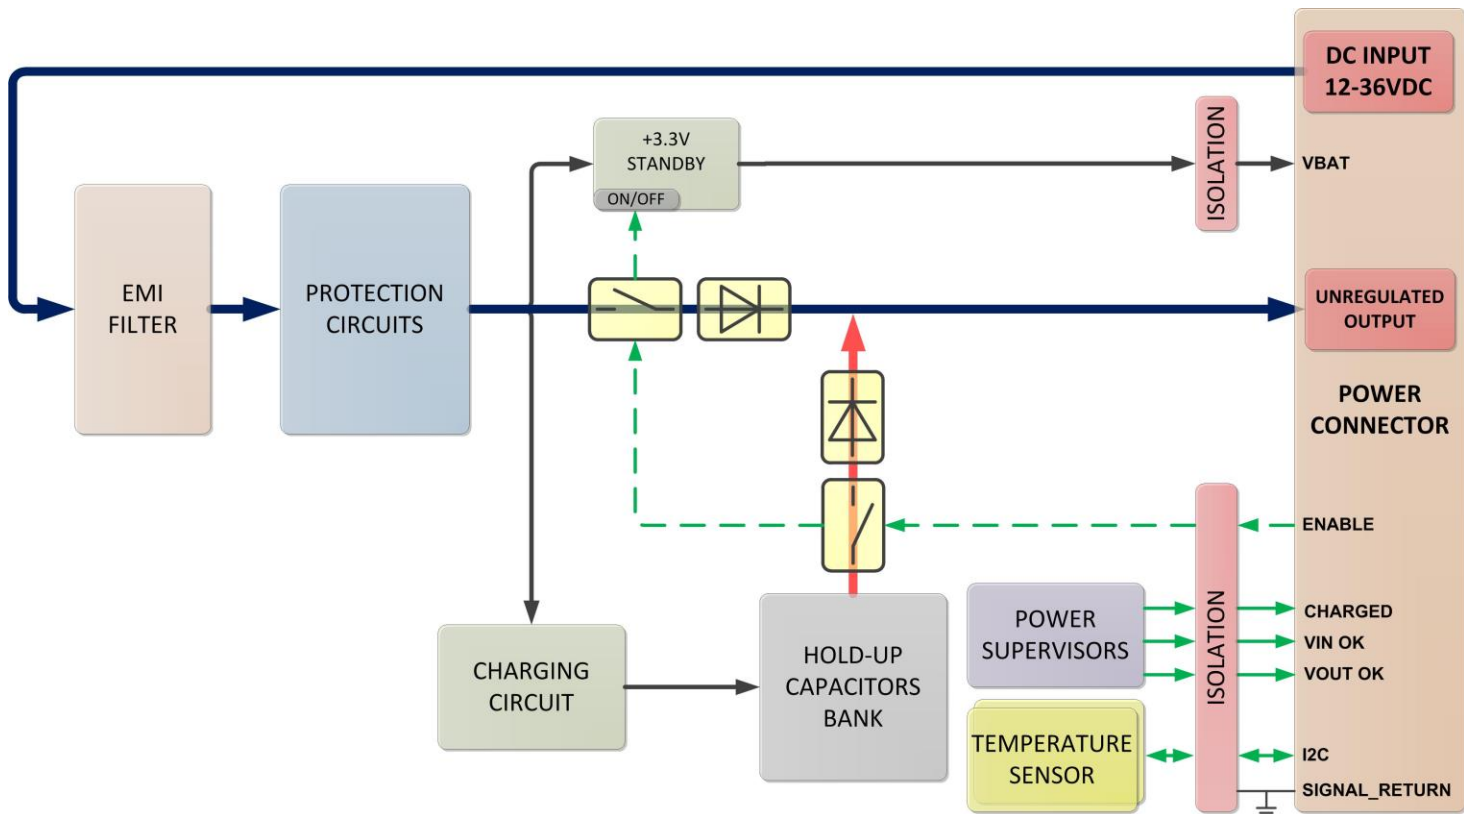 DC INPUT
12-36VDC
+3.3V
STANDBY
ON/OFF
ISOLATION
VBAT
EMI
FILTER
PROTECTION
CIRCUITS
UNREGULATED
OUTPUT
POWER
CONNECTOR
ENABLE
CHARGING
CIRCUIT
HOLD-UP
CAPACITORS
BANK
POWER
SUPERVISORS
ISOLATION
CHARGED
VIN OK
VOUT OK
TEMPERATURE
SENSOR
I2C
SIGNAL_RETURN